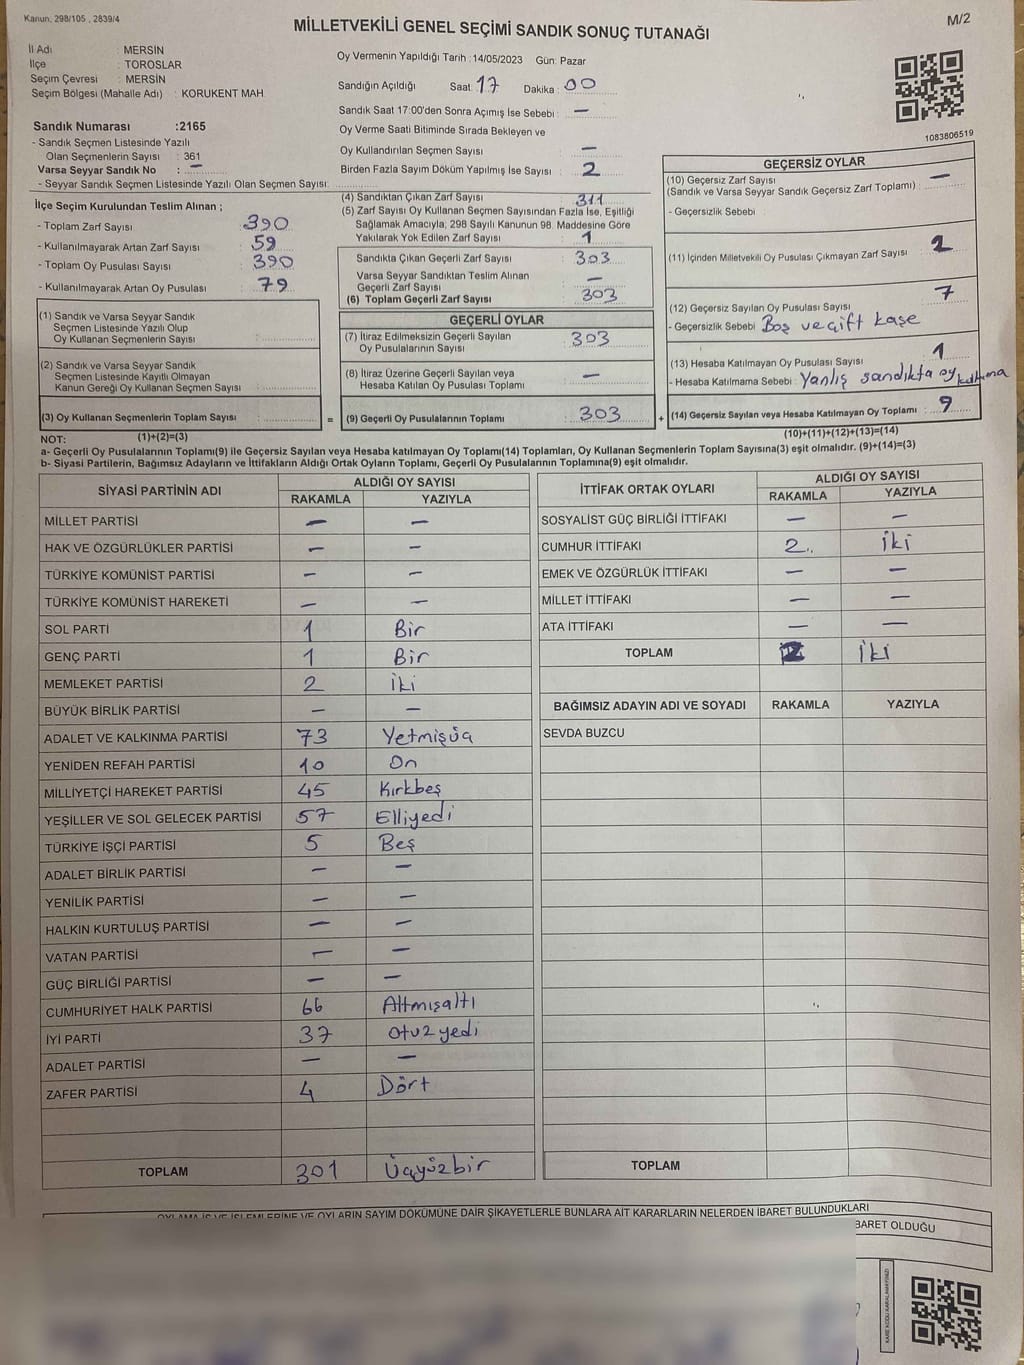 Kanun, 298/105 , 2839/4
M/2
MİLLETVEKİLİ GENEL SEÇİMİ SANDIK SONUÇ TUTANAĞI
İl Adı : MERSİN
İlçe : TOROSLAR
Seçim Çevresi : MERSİN
Seçim Bölgesi (Mahalle Adı) : KORUKENT MAH
Sandık Numarası :2165
- Sandık Seçmen Listesinde Yazılı
Olan Seçmenlerin Sayısı : 361
Varsa Seyyar Sandık No : —
- Seyyar Sandık Seçmen Listesinde Yazılı Olan Seçmen Sayısı:
Oy Vermenin Yapıldığı Tarih :14/05/2023 Gün: Pazar
Sandığın Açıldığı Saat: 17 Dakika : 00
Sandık Saat 17:00'den Sonra Açımış İse Sebebi : —
Oy Verme Saati Bitiminde Sırada Bekleyen ve
Oy Kullandırılan Seçmen Sayısı : —
Birden Fazla Sayım Döküm Yapılmış İse Sayısı : 2
1083806519
İlçe Seçim Kurulundan Teslim Alınan ;
- Toplam Zarf Sayısı : 390
- Kullanılmayarak Artan Zarf Sayısı : 59
- Toplam Oy Pusulası Sayısı : 390
- Kullanılmayarak Artan Oy Pusulası : 79
(4) Sandıktan Çıkan Zarf Sayısı : 311
(5) Zarf Sayısı Oy Kullanan Seçmen Sayısından Fazla İse, Eşitliği
Sağlamak Amacıyla; 298 Sayılı Kanunun 98. Maddesine Göre
Yakılarak Yok Edilen Zarf Sayısı : 1
Sandıkta Çıkan Geçerli Zarf Sayısı : 303
Varsa Seyyar Sandıktan Teslim Alınan
Geçerli Zarf Sayısı : —
(6) Toplam Geçerli Zarf Sayısı : 303
GEÇERSİZ OYLAR
(10) Geçersiz Zarf Sayısı
(Sandık ve Varsa Seyyar Sandık Geçersiz Zarf Toplamı) : —
- Geçersizlik Sebebi :
(11) İçinden Milletvekili Oy Pusulası Çıkmayan Zarf Sayısı : 2
(12) Geçersiz Sayılan Oy Pusulası Sayısı : 7
- Geçersizlik Sebebi : Boş ve çift kaşe
(13) Hesaba Katılmayan Oy Pusulası Sayısı : 1
- Hesaba Katılmama Sebebi : Yanlış sandıkta oy
(14) Geçersiz Sayılan veya Hesaba Katılmayan Oy Toplamı : 9
(10)+(11)+(12)+(13)=(14)
(1) Sandık ve Varsa Seyyar Sandık
Seçmen Listesinde Yazılı Olup
Oy Kullanan Seçmenlerin Sayısı :
(2) Sandık ve Varsa Seyyar Sandık
Seçmen Listesinde Kayıtlı Olmayan
Kanun Gereği Oy Kullanan Seçmen Sayısı :
(3) Oy Kullanan Seçmenlerin Toplam Sayısı : =
(1)+(2)=(3)
GEÇERLİ OYLAR
(7) İtiraz Edilmeksizin Geçerli Sayılan
Oy Pusulalarının Sayısı : 303
(8) İtiraz Üzerine Geçerli Sayılan veya
Hesaba Katılan Oy Pusulası Toplamı : —
(9) Geçerli Oy Pusulalarının Toplamı : 303 +
NOT:
a- Geçerli Oy Pusulalarının Toplamı(9) ile Geçersiz Sayılan veya Hesaba katılmayan Oy Toplamı(14) Toplamları, Oy Kullanan Seçmenlerin Toplam Sayısına(3) eşit olmalıdır. (9)+(14)=(3)
b- Siyasi Partilerin, Bağımsız Adayların ve İttifakların Aldığı Ortak Oyların Toplamı, Geçerli Oy Pusulalarının Toplamına(9) eşit olmalıdır.
SİYASİ PARTİNİN ADI
ALDIĞI OY SAYISI
RAKAMLA YAZIYLA
MİLLET PARTİSİ — —
HAK VE ÖZGÜRLÜKLER PARTİSİ — —
TÜRKİYE KOMÜNİST PARTİSİ — —
TÜRKİYE KOMÜNİST HAREKETİ — —
SOL PARTİ 1 Bir
GENÇ PARTİ 1 Bir
MEMLEKET PARTİSİ 2 İki
BÜYÜK BİRLİK PARTİSİ — —
ADALET VE KALKINMA PARTİSİ 73 Yetmişüç
YENİDEN REFAH PARTİSİ 10 On
MİLLİYETÇİ HAREKET PARTİSİ 45 Kırkbeş
YEŞİLLER VE SOL GELECEK PARTİSİ 57 Elliyedi
TÜRKİYE İŞÇİ PARTİSİ 5 Beş
ADALET BİRLİK PARTİSİ — —
YENİLİK PARTİSİ — —
HALKIN KURTULUŞ PARTİSİ — —
VATAN PARTİSİ — —
GÜÇ BİRLİĞİ PARTİSİ — —
CUMHURİYET HALK PARTİSİ 66 Altmışaltı
İYİ PARTİ 37 Otuzyedi
ADALET PARTİSİ — —
ZAFER PARTİSİ 4 Dört
TOPLAM 301 Üçyüzbir
İTTİFAK ORTAK OYLARI
ALDIĞI OY SAYISI
RAKAMLA YAZIYLA
SOSYALİST GÜÇ BİRLİĞİ İTTİFAKI — —
CUMHUR İTTİFAKI 2 İki
EMEK VE ÖZGÜRLÜK İTTİFAKI — —
MİLLET İTTİFAKI — —
ATA İTTİFAKI — —
TOPLAM 2 İki
BAĞIMSIZ ADAYIN ADI VE SOYADI RAKAMLA YAZIYLA
SEVDA BUZCU
TOPLAM
OYLAMA İŞ VE İŞLEMLERİNE VE OYLARIN SAYIM DÖKÜMÜNE DAİR ŞİKAYETLERLE BUNLARA AİT KARARLARIN NELERDEN İBARET BULUNDUKLARI
BARET OLDUĞU